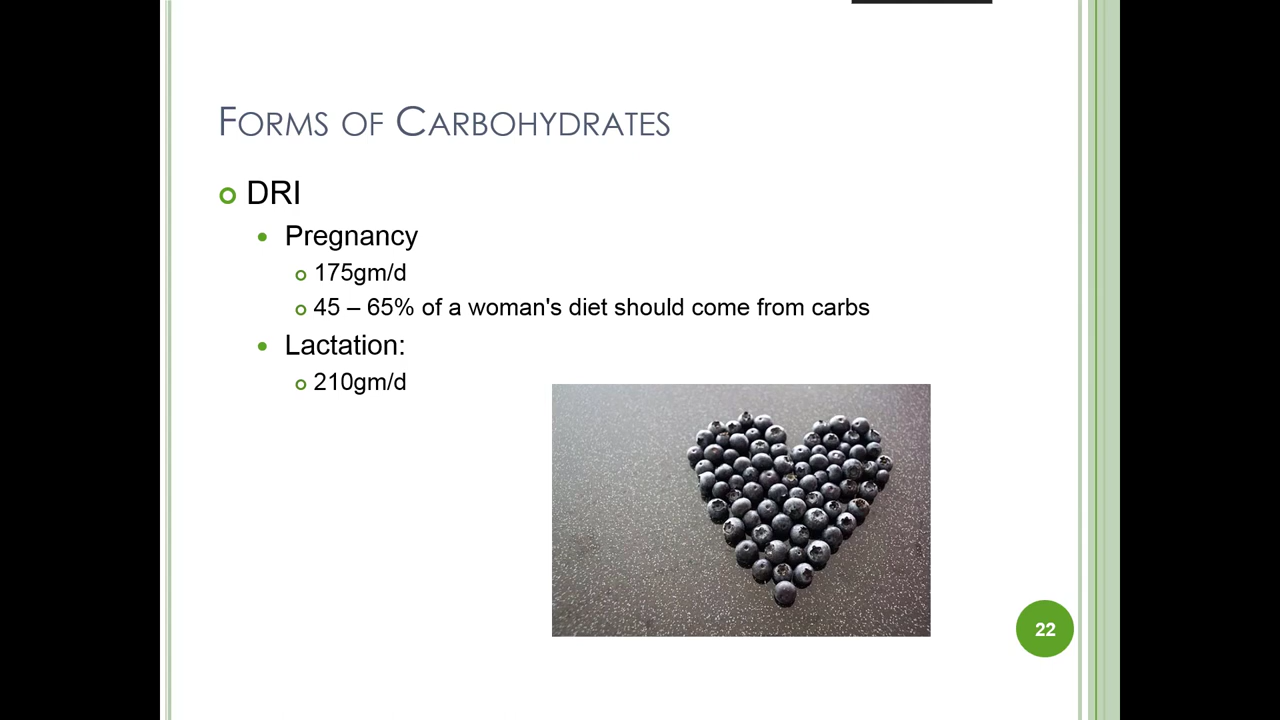 Forms of Carbohydrates
DRI
Pregnancy
175gm/d
45 – 65% of a woman's diet should come from carbs
Lactation:
210gm/d
22